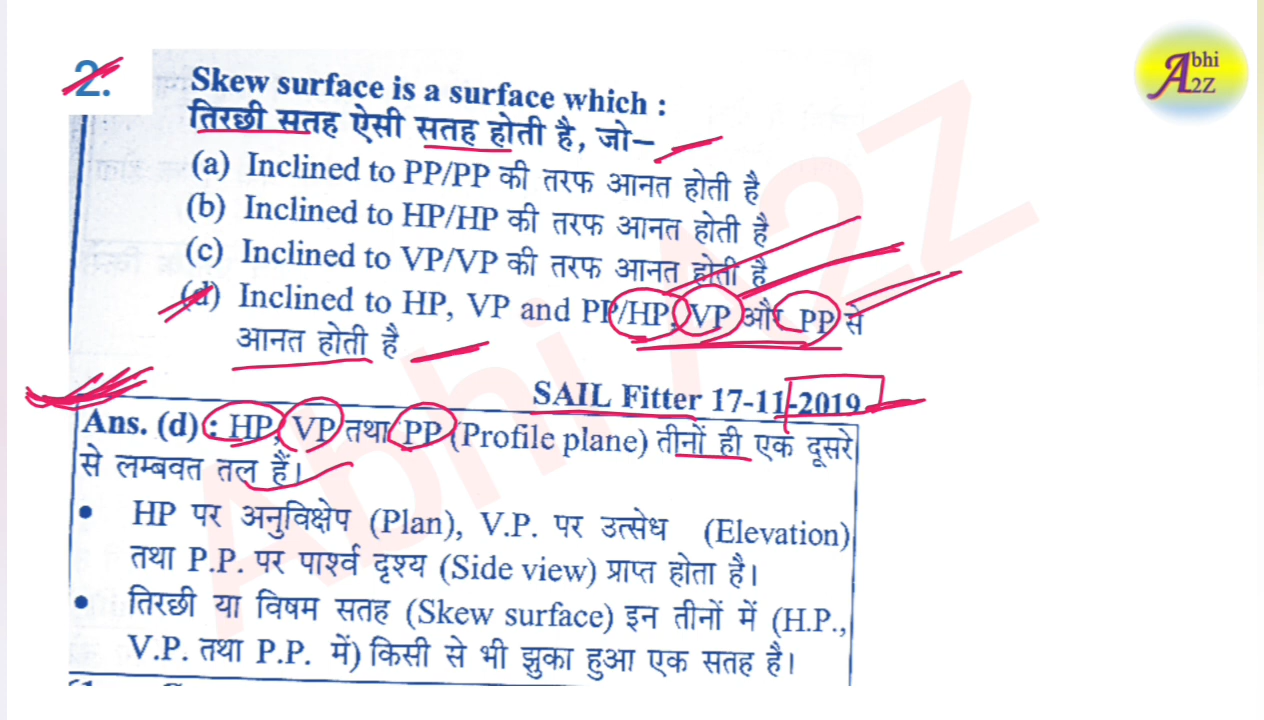 Abhi
A2Z
2.
Skew surface is a surface which :
तिरछी सतह ऐसी सतह होती है, जो–
(a) Inclined to PP/PP की तरफ आनत होती है
(b) Inclined to HP/HP की तरफ आनत होती है
(c) Inclined to VP/VP की तरफ आनत होती है
(d) Inclined to HP, VP and PP/HP, VP और PP से
आनत होती है
SAIL Fitter 17-11-2019
Ans. (d) : HP, VP तथा PP (Profile plane) तीनों ही एक दूसरे
से लम्बवत तल हैं।
• HP पर अनुविक्षेप (Plan), V.P. पर उत्सेध (Elevation)
तथा P.P. पर पार्श्व दृश्य (Side view) प्राप्त होता है।
• तिरछी या विषम सतह (Skew surface) इन तीनों में (H.P.,
V.P. तथा P.P. में) किसी से भी झुका हुआ एक सतह है।
Abhi A2Z